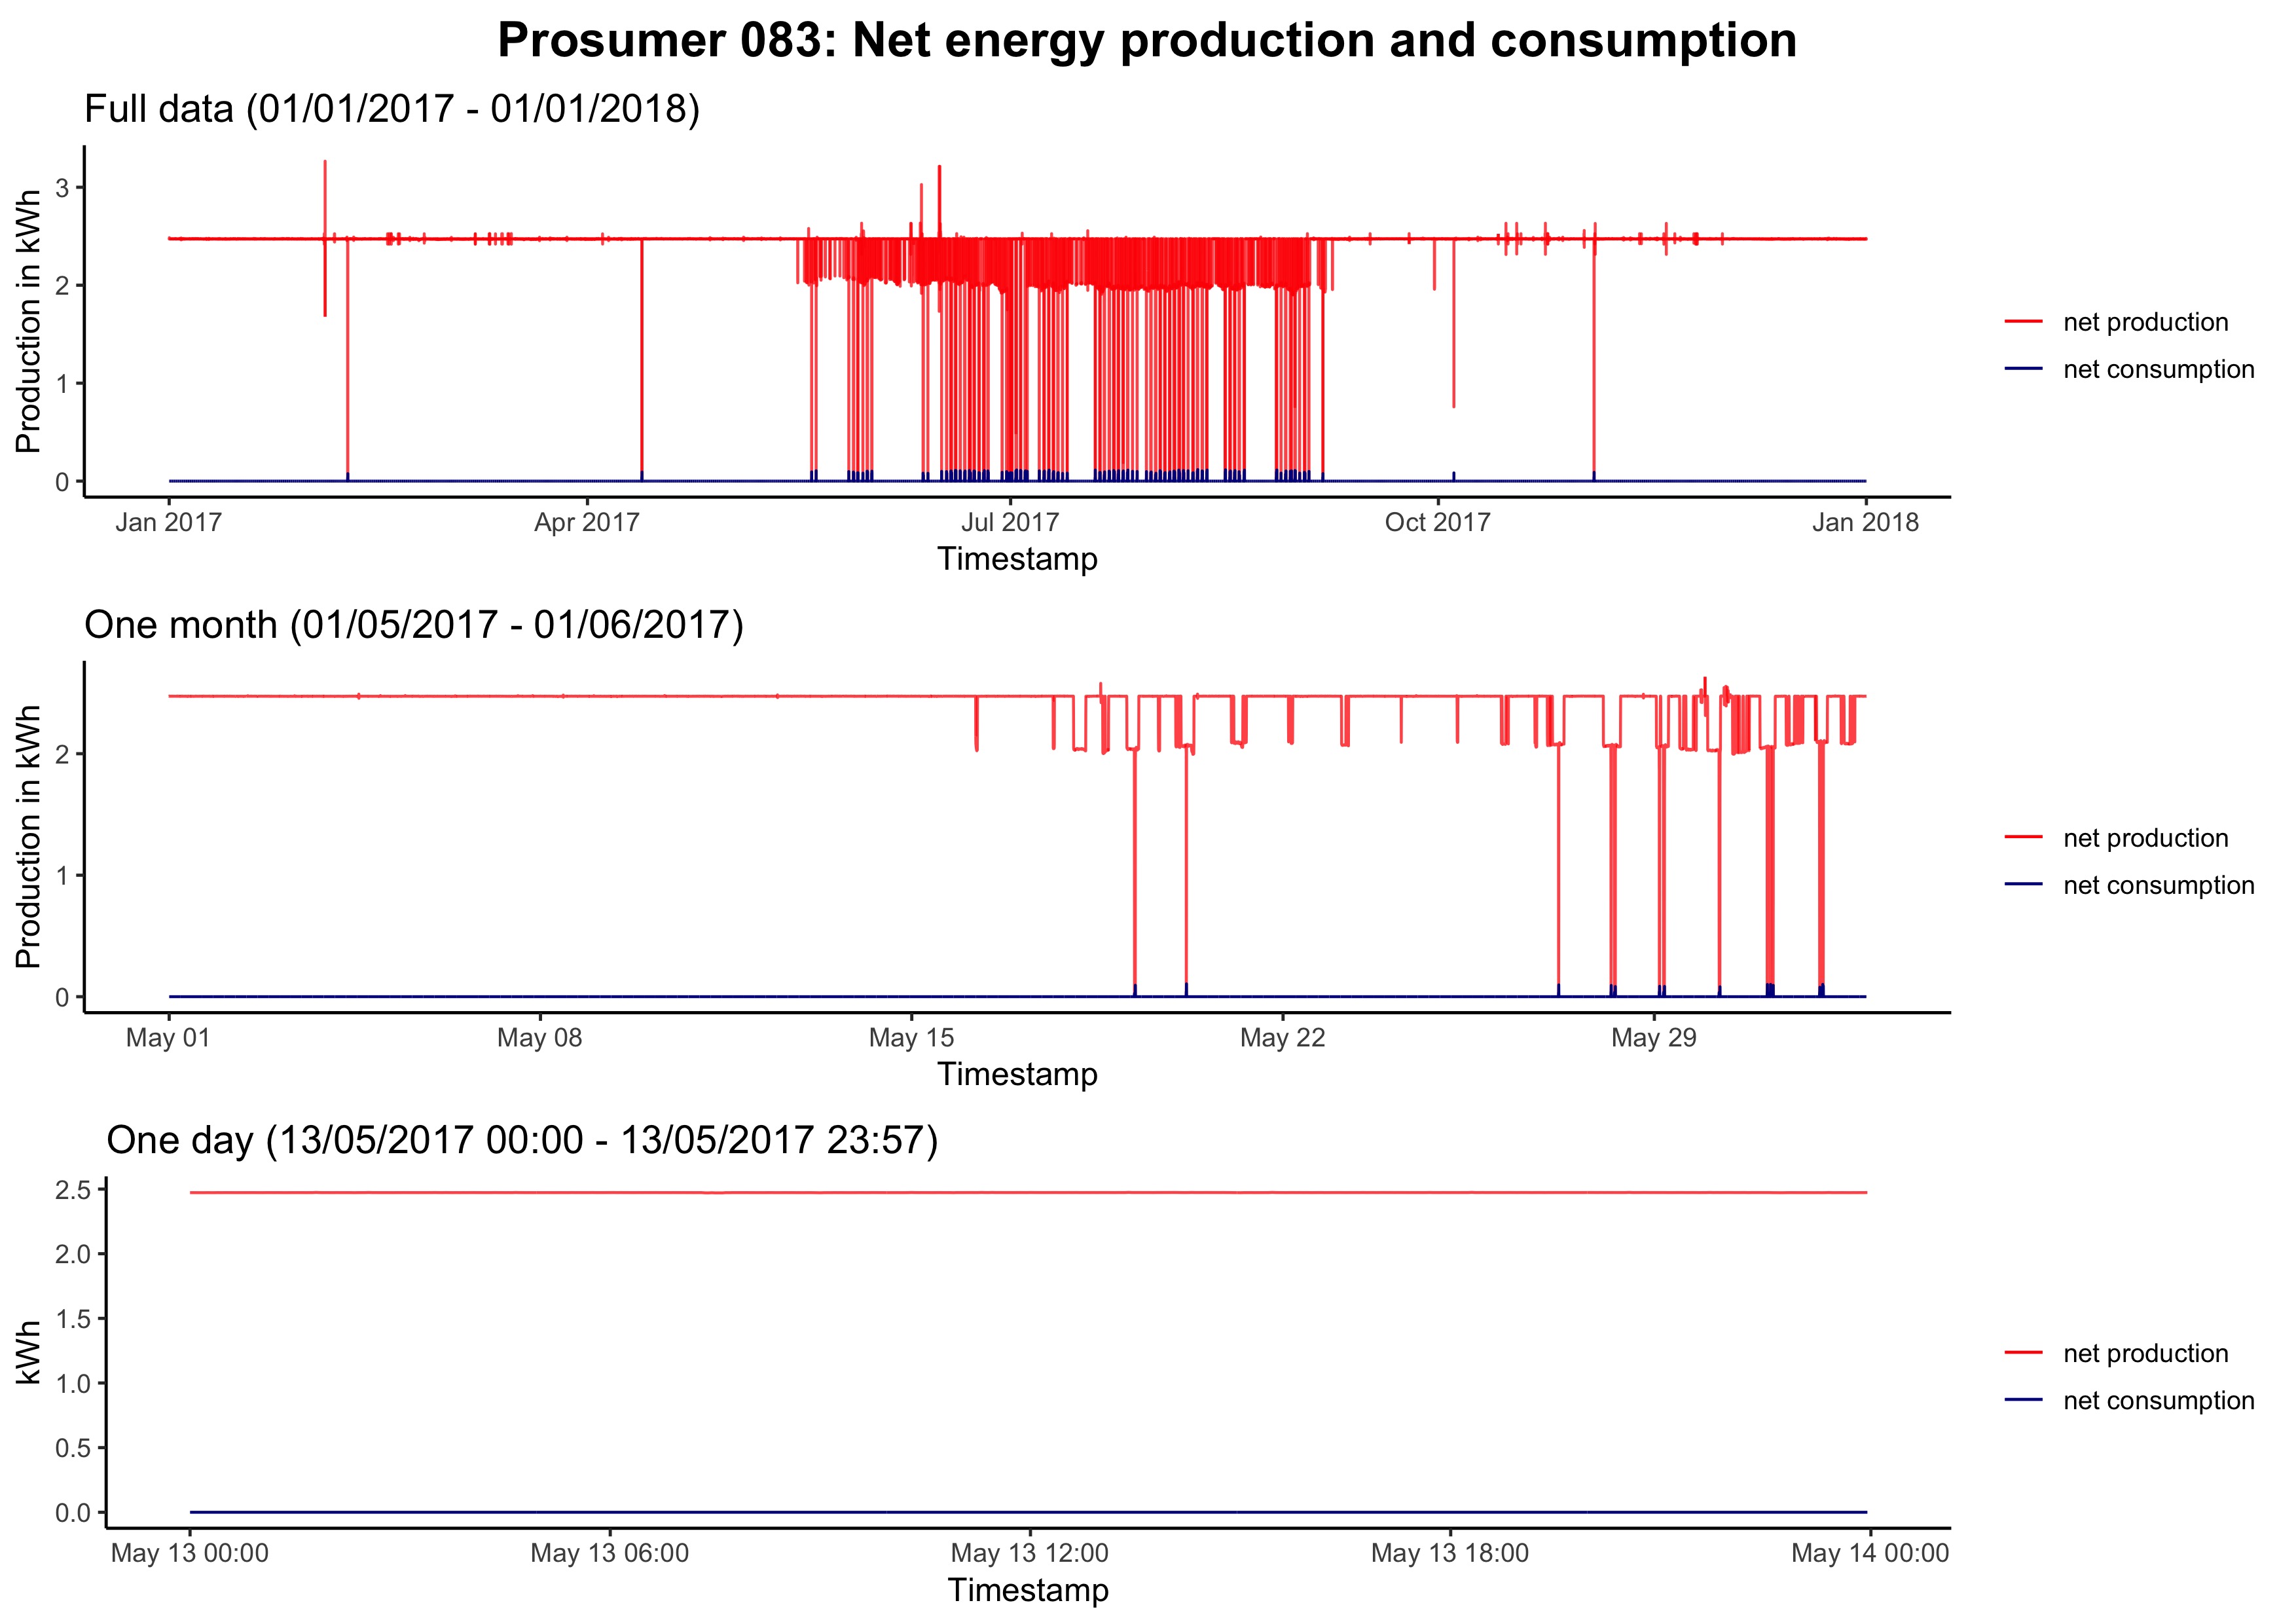 Prosumer 083: Net energy production and consumption
Full data (01/01/2017 - 01/01/2018)
Production in kWh
3
2
1
0
Jan 2017 Apr 2017 Jul 2017 Oct 2017 Jan 2018
Timestamp
net production
net consumption
One month (01/05/2017 - 01/06/2017)
Production in kWh
2
1
0
May 01 May 08 May 15 May 22 May 29
Timestamp
net production
net consumption
One day (13/05/2017 00:00 - 13/05/2017 23:57)
kWh
2.5
2.0
1.5
1.0
0.5
0.0
May 13 00:00 May 13 06:00 May 13 12:00 May 13 18:00 May 14 00:00
Timestamp
net production
net consumption